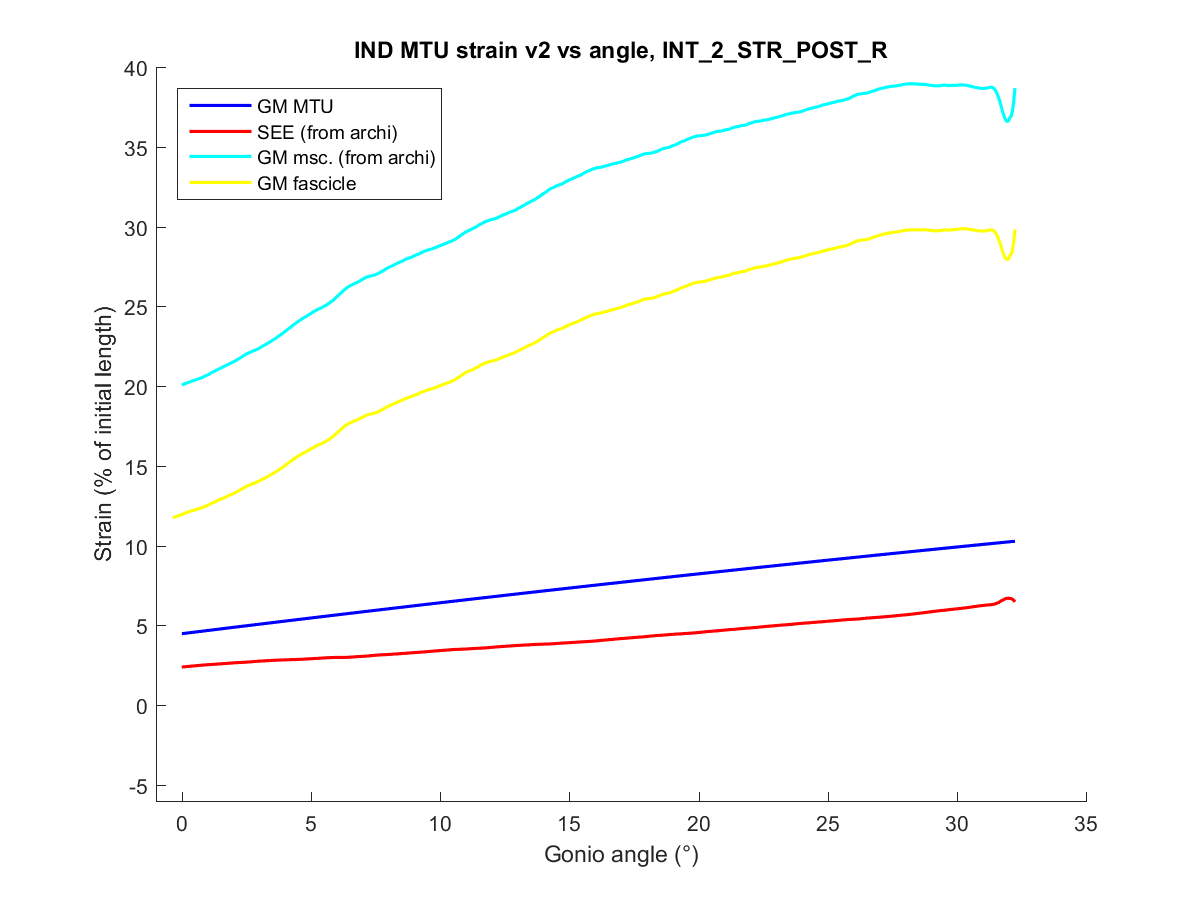 IND MTU strain v2 vs angle, INT_2_STR_POST_R
40
35
30
25
20
15
10
5
0
-5
GM MTU
SEE (from archi)
GM msc. (from archi)
GM fascicle
Strain (% of initial length)
0 5 10 15 20 25 30 35
Gonio angle (°)